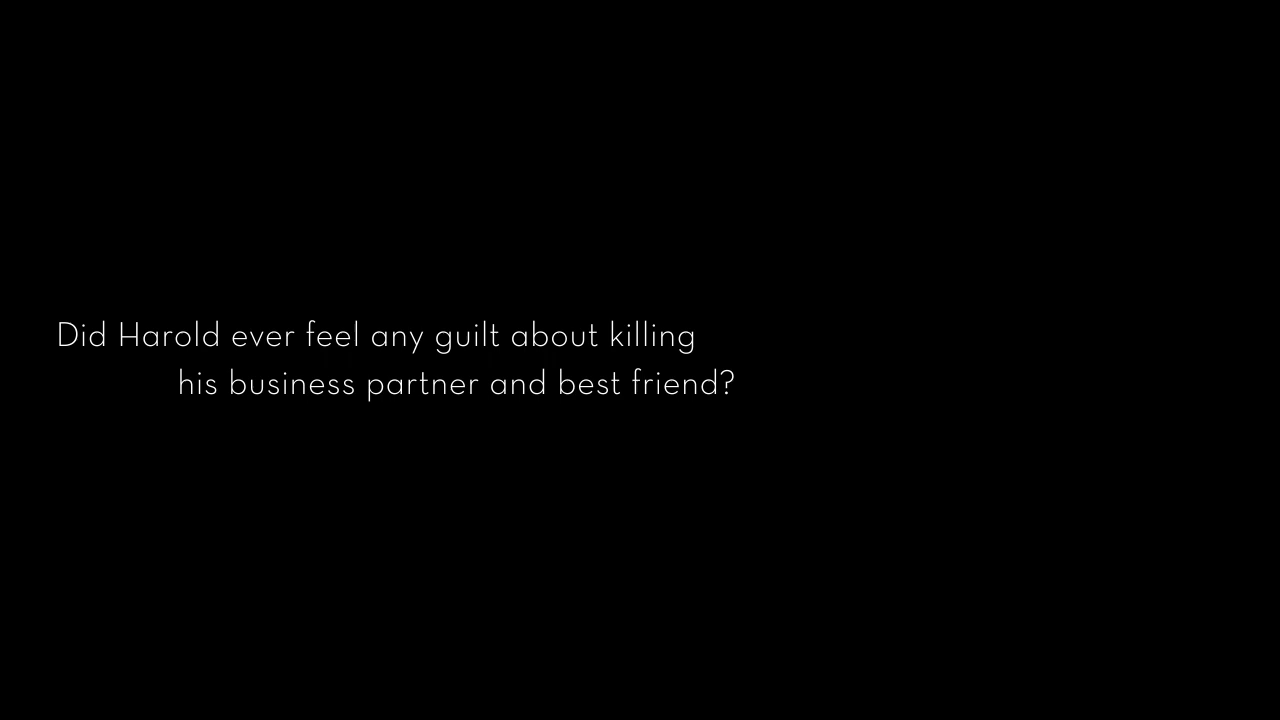 Did Harold ever feel any guilt about killing
his business partner and best friend?